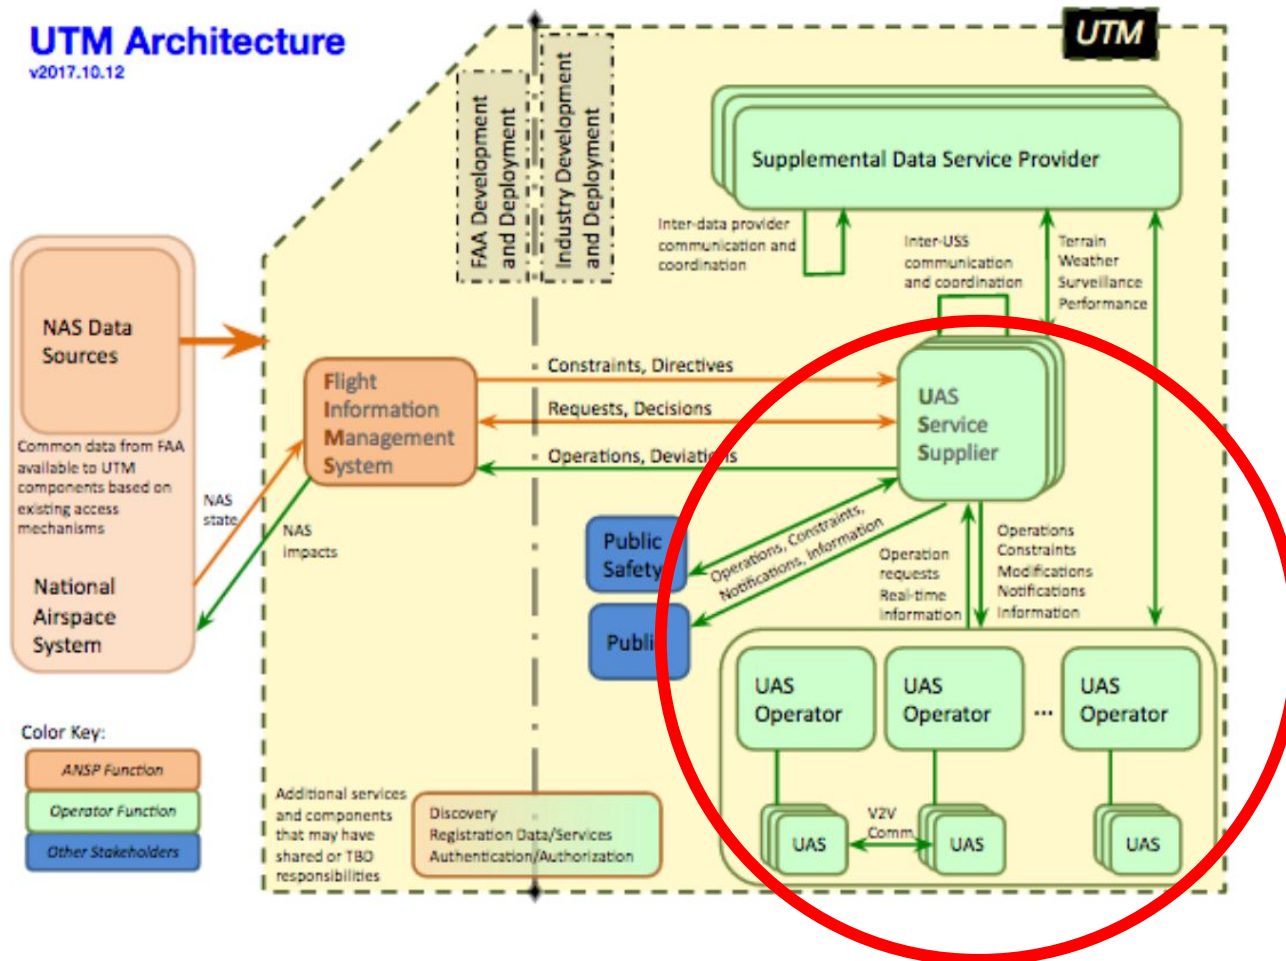 UTM Architecture
v2017.10.12
UTM
FAA Development
and Deployment
Industry Development
and Deployment
Supplemental Data Service Provider
Inter-data provider
communication and
coordination
Inter-USS
communication
and coordination
Terrain
Weather
Surveillance
Performance
NAS Data
Sources
Common data from FAA
available to UTM
components based on
existing access
mechanisms
National
Airspace
System
NAS
state
NAS
impacts
Flight
Information
Management
System
Constraints, Directives
Requests, Decisions
Operations, Deviations
UAS
Service
Supplier
Public
Safety
Public
Operations, Constraints,
Notifications, Information
Operation
requests
Real-time
information
Operations
Constraints
Modifications
Notifications
Information
UAS
Operator
UAS
Operator
...
UAS
Operator
UAS
V2V
Comm.
UAS
UAS
Color Key:
ANSP Function
Operator Function
Other Stakeholders
Additional services
and components
that may have
shared or TBD
responsibilities
Discovery
Registration Data/Services
Authentication/Authorization